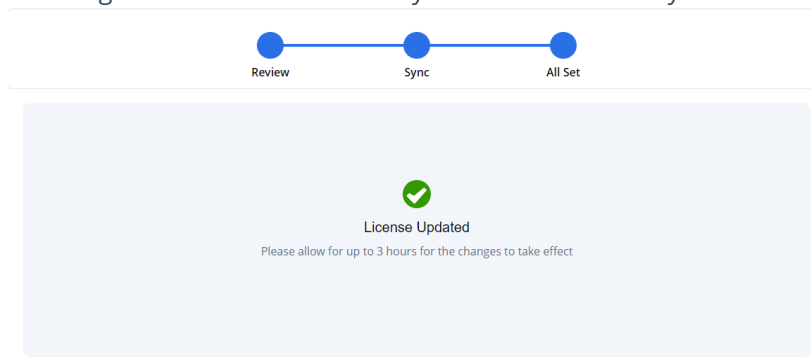 Review
Sync
All Set
License Updated
Please allow for up to 3 hours for the changes to take effect